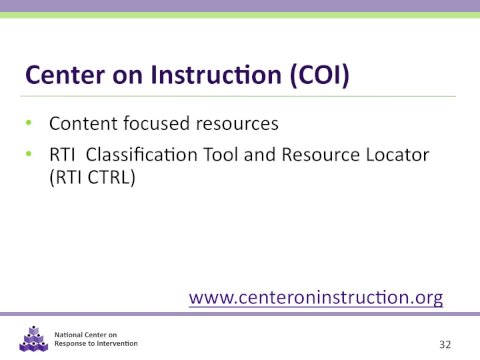 Center on Instruction (COI)
• Content focused resources
• RTI  Classification Tool and Resource Locator
(RTI CTRL)
www.centeroninstruction.org
National Center on
Response to Intervention
32